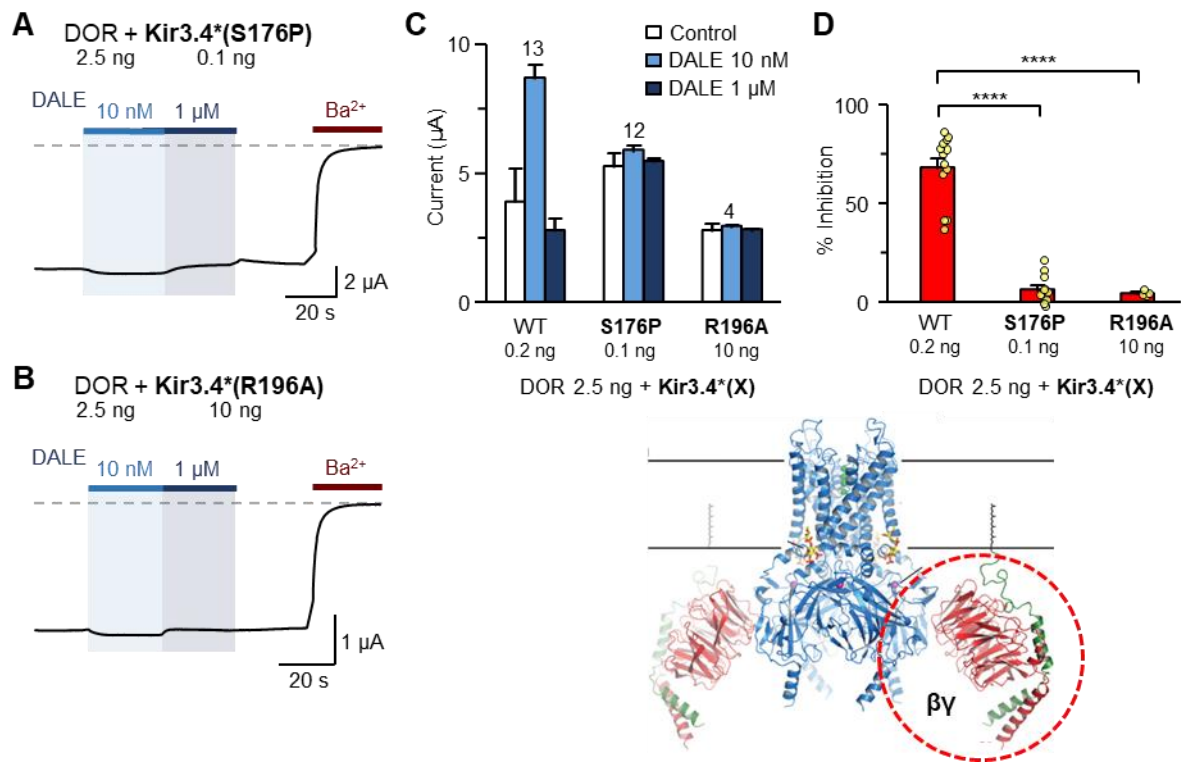 A
DOR + Kir3.4*(S176P)
2.5 ng 0.1 ng
DALE
10 nM 1 µM
Ba²⁺
2 µA
20 s
B
DOR + Kir3.4*(R196A)
2.5 ng 10 ng
DALE
10 nM 1 µM
Ba²⁺
1 µA
20 s
C
Control
DALE 10 nM
DALE 1 µM
Current (µA)
10
5
0
13
12
4
WT S176P R196A
0.2 ng 0.1 ng 10 ng
DOR 2.5 ng + Kir3.4*(X)
D
****
****
% Inhibition
100
50
0
WT S176P R196A
0.2 ng 0.1 ng 10 ng
DOR 2.5 ng + Kir3.4*(X)
βγ